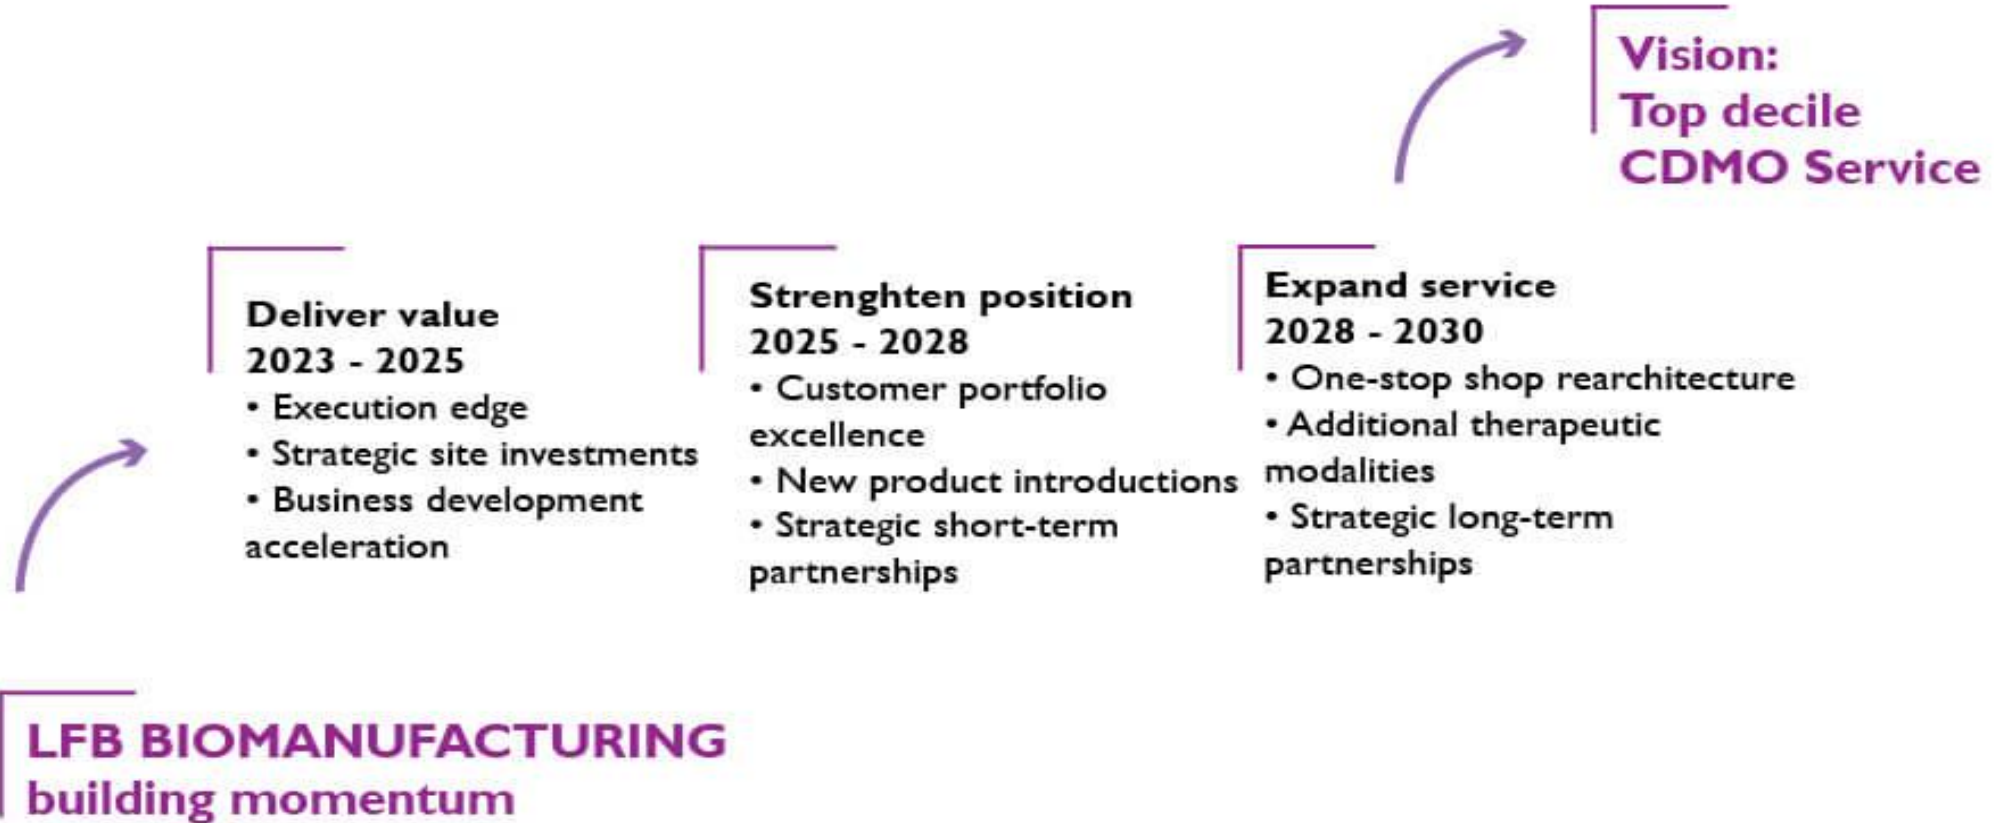 Vision:
Top decile
CDMO Service
Deliver value
2023 - 2025
• Execution edge
• Strategic site investments
• Business development
acceleration
Strenghten position
2025 - 2028
• Customer portfolio
excellence
• New product introductions
• Strategic short-term
partnerships
Expand service
2028 - 2030
• One-stop shop rearchitecture
• Additional therapeutic
modalities
• Strategic long-term
partnerships
LFB BIOMANUFACTURING
building momentum